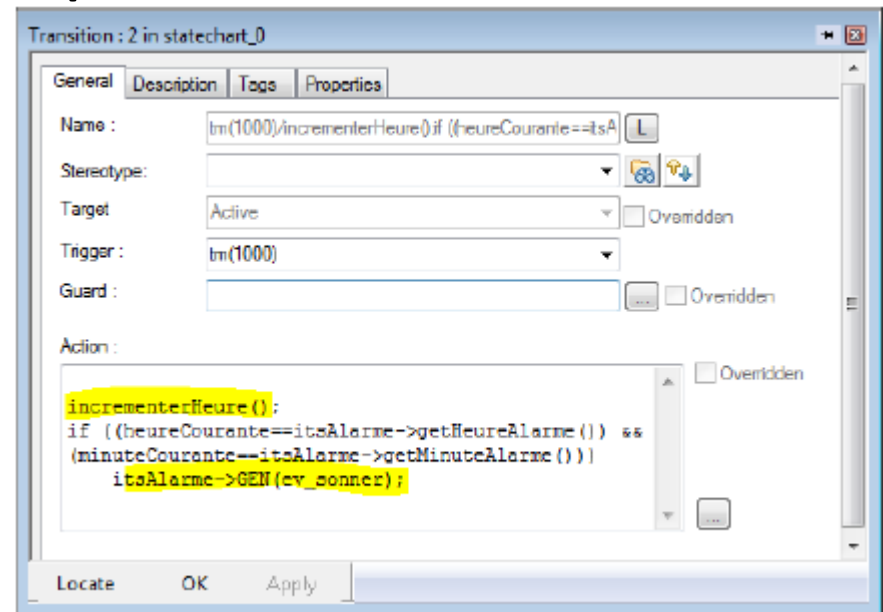 Transition : 2 in statechart_0
General Description Tags Properties
Name : tm(1000)/incrementerHeure();if ((heureCourante==itsA L
Stereotype:
Target Active Overridden
Trigger : tm(1000)
Guard : ... Overridden
Action :
Overridden
incrementerHeure();
if ((heureCourante==itsAlarme->getHeureAlarme()) &&
(minuteCourante==itsAlarme->getMinuteAlarme()))
itsAlarme->GEN(ev_sonner);
...
Locate OK Apply